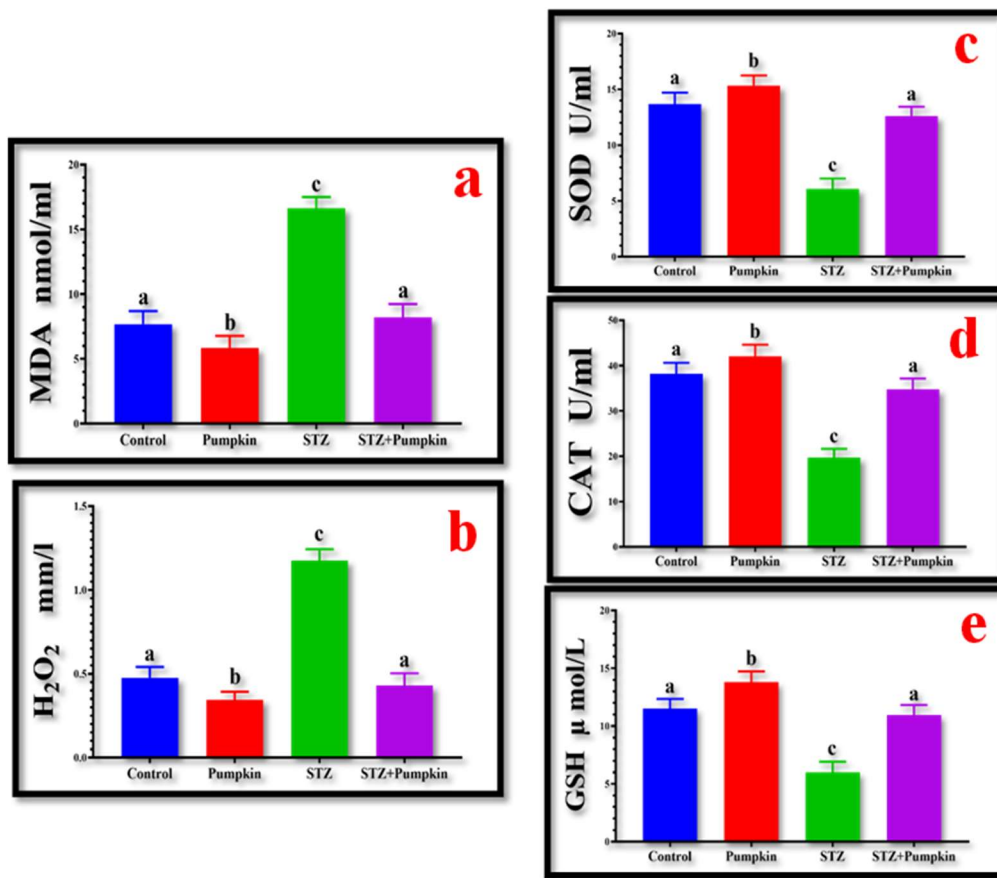 a
MDA nmol/ml
20
15
10
5
0
a
b
c
a
Control Pumpkin STZ STZ+Pumpkin
b
H₂O₂ mm/l
1.5
1.0
0.5
0.0
a
b
c
a
Control Pumpkin STZ STZ+Pumpkin
c
SOD U/ml
20
15
10
5
0
a
b
c
a
Control Pumpkin STZ STZ+Pumpkin
d
CAT U/ml
50
40
30
20
10
0
a
b
c
a
Control Pumpkin STZ STZ+Pumpkin
e
GSH µ mol/L
20
15
10
5
0
a
b
c
a
Control Pumpkin STZ STZ+Pumpkin